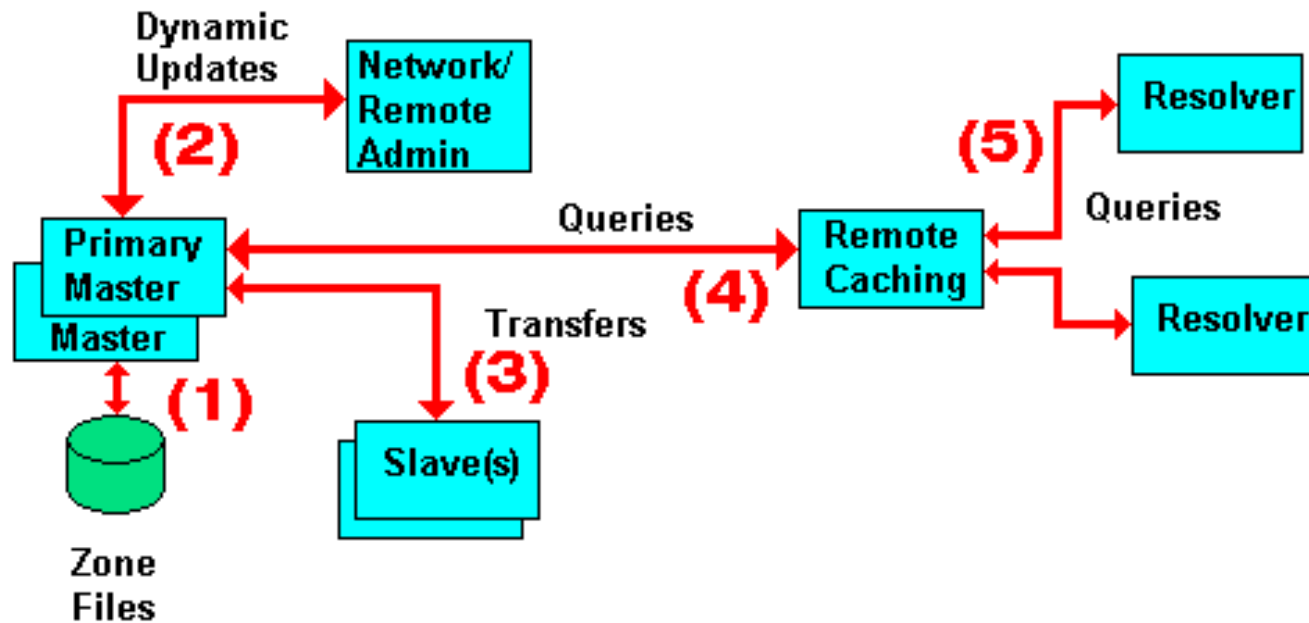 Dynamic
Updates
Network/
Remote
Admin
(2)
Resolver
(5)
Queries
Queries
Primary
Master
Master
Remote
Caching
(4)
Resolver
Transfers
(3)
(1)
Slave(s)
Zone
Files